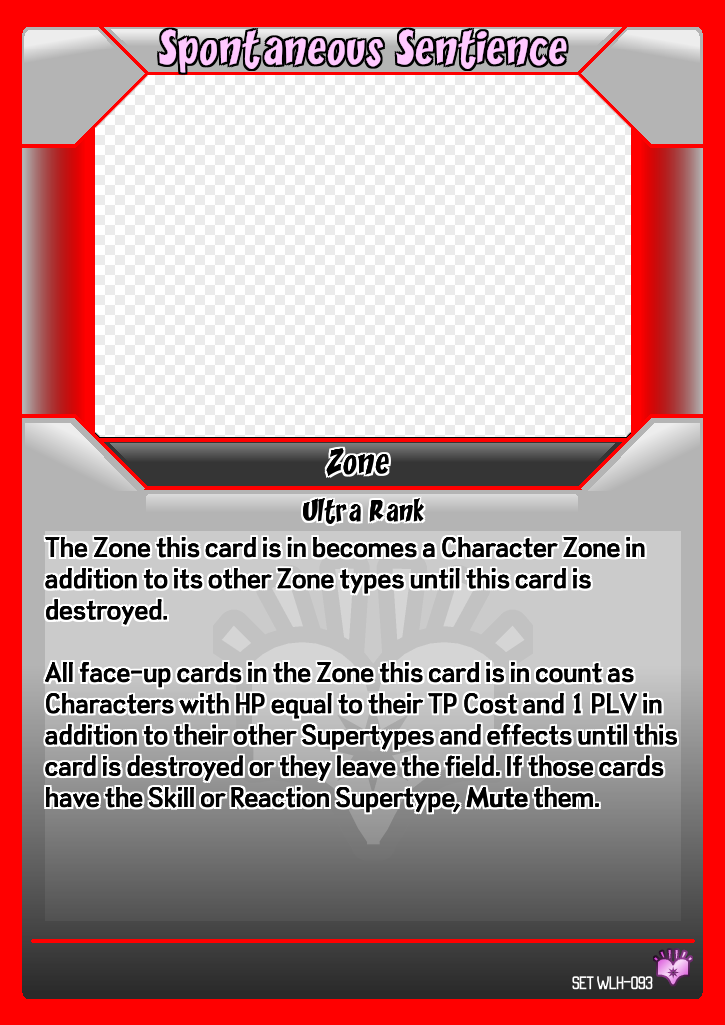 Spontaneous Sentience
Zone
Ultra Rank
The Zone this card is in becomes a Character Zone in
addition to its other Zone types until this card is
destroyed.
All face-up cards in the Zone this card is in count as
Characters with HP equal to their TP Cost and 1 PLV in
addition to their other Supertypes and effects until this
card is destroyed or they leave the field. If those cards
have the Skill or Reaction Supertype, Mute them.
SET WLH-093